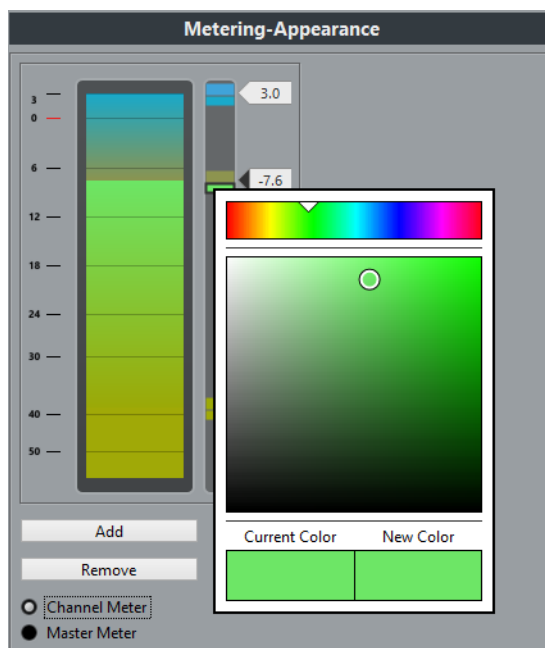 Metering-Appearance
3
3.0
0
6
-7.6
12
18
24
30
40
50
Add
Remove
Current Color
New Color
Channel Meter
Master Meter